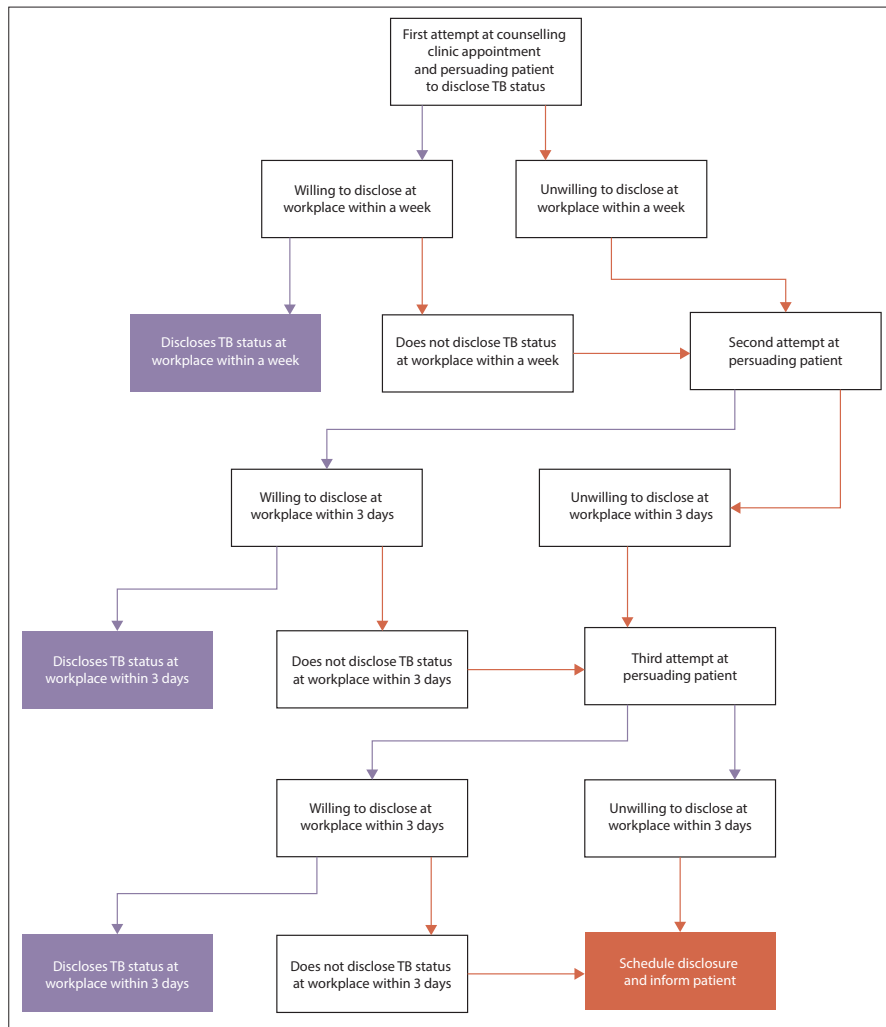 First attempt at counselling
clinic appointment
and persuading patient
to disclose TB status
Willing to disclose at
workplace within a week
Unwilling to disclose at
workplace within a week
Discloses TB status at
workplace within a week
Does not disclose TB status
at workplace within a week
Second attempt at
persuading patient
Willing to disclose at
workplace within 3 days
Unwilling to disclose at
workplace within 3 days
Discloses TB status at
workplace within 3 days
Does not disclose TB status
at workplace within 3 days
Third attempt at
persuading patient
Willing to disclose at
workplace within 3 days
Unwilling to disclose at
workplace within 3 days
Discloses TB status at
workplace within 3 days
Does not disclose TB status
at workplace within 3 days
Schedule disclosure
and inform patient